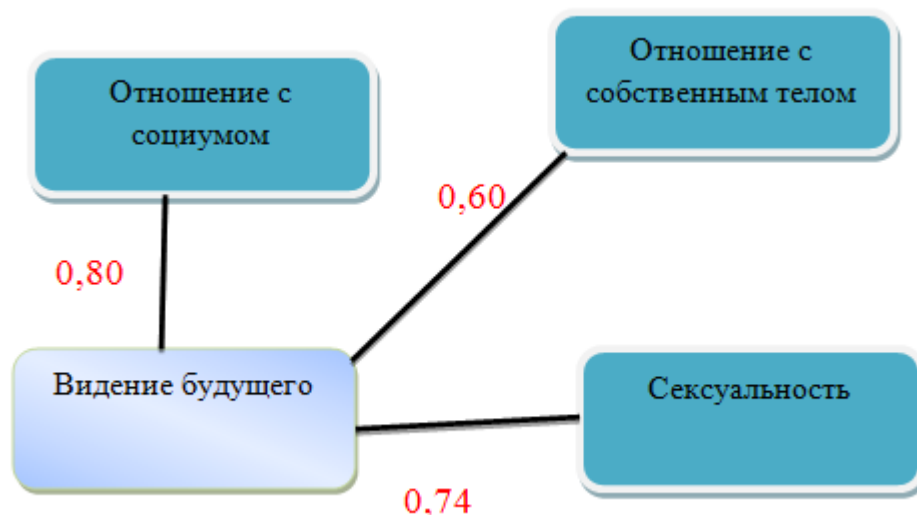 Отношение с
социумом
Отношение с
собственным телом
0,60
0,80
Видение будущего
Сексуальность
0,74